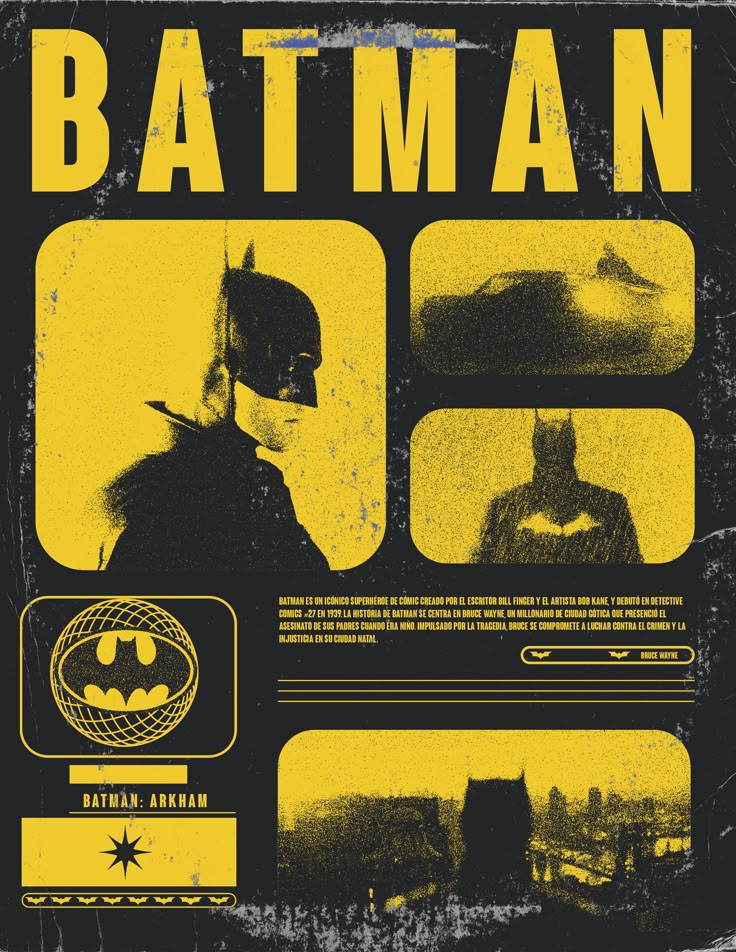 BATMAN
BATMAN ES UN ICÓNICO SUPERHÉROE DE CÓMIC CREADO POR EL ESCRITOR BILL FINGER Y EL ARTISTA BOB KANE, Y DEBUTÓ EN DETECTIVE
COMICS #27 EN 1939. LA HISTORIA DE BATMAN SE CENTRA EN BRUCE WAYNE, UN MILLONARIO DE CIUDAD GÓTICA QUE PRESENCIÓ EL
ASESINATO DE SUS PADRES CUANDO ERA NIÑO. IMPULSADO POR LA TRAGEDIA, BRUCE SE COMPROMETE A LUCHAR CONTRA EL CRIMEN Y LA
INJUSTICIA EN SU CIUDAD NATAL.
BRUCE WAYNE
BATMAN: ARKHAM